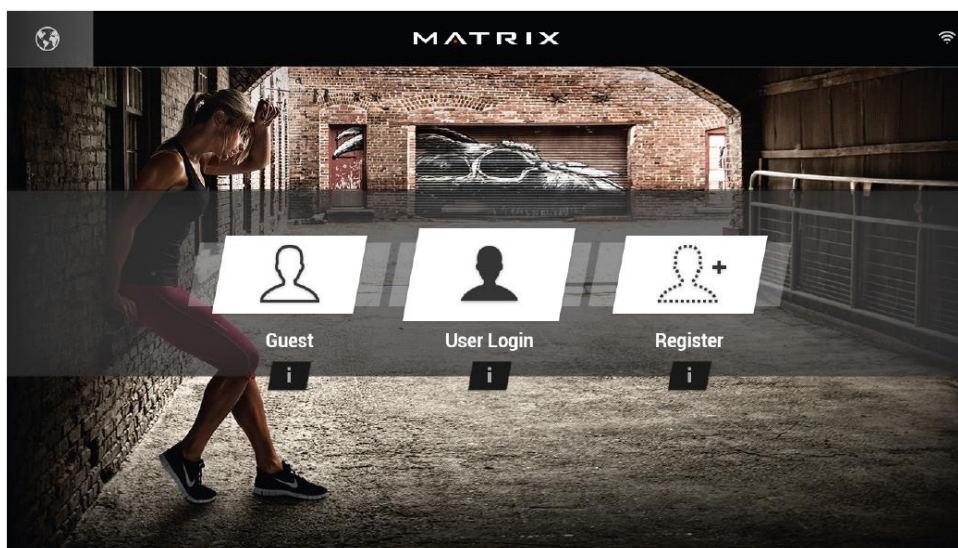 MATRIX
Guest
User Login
Register
i
i
i